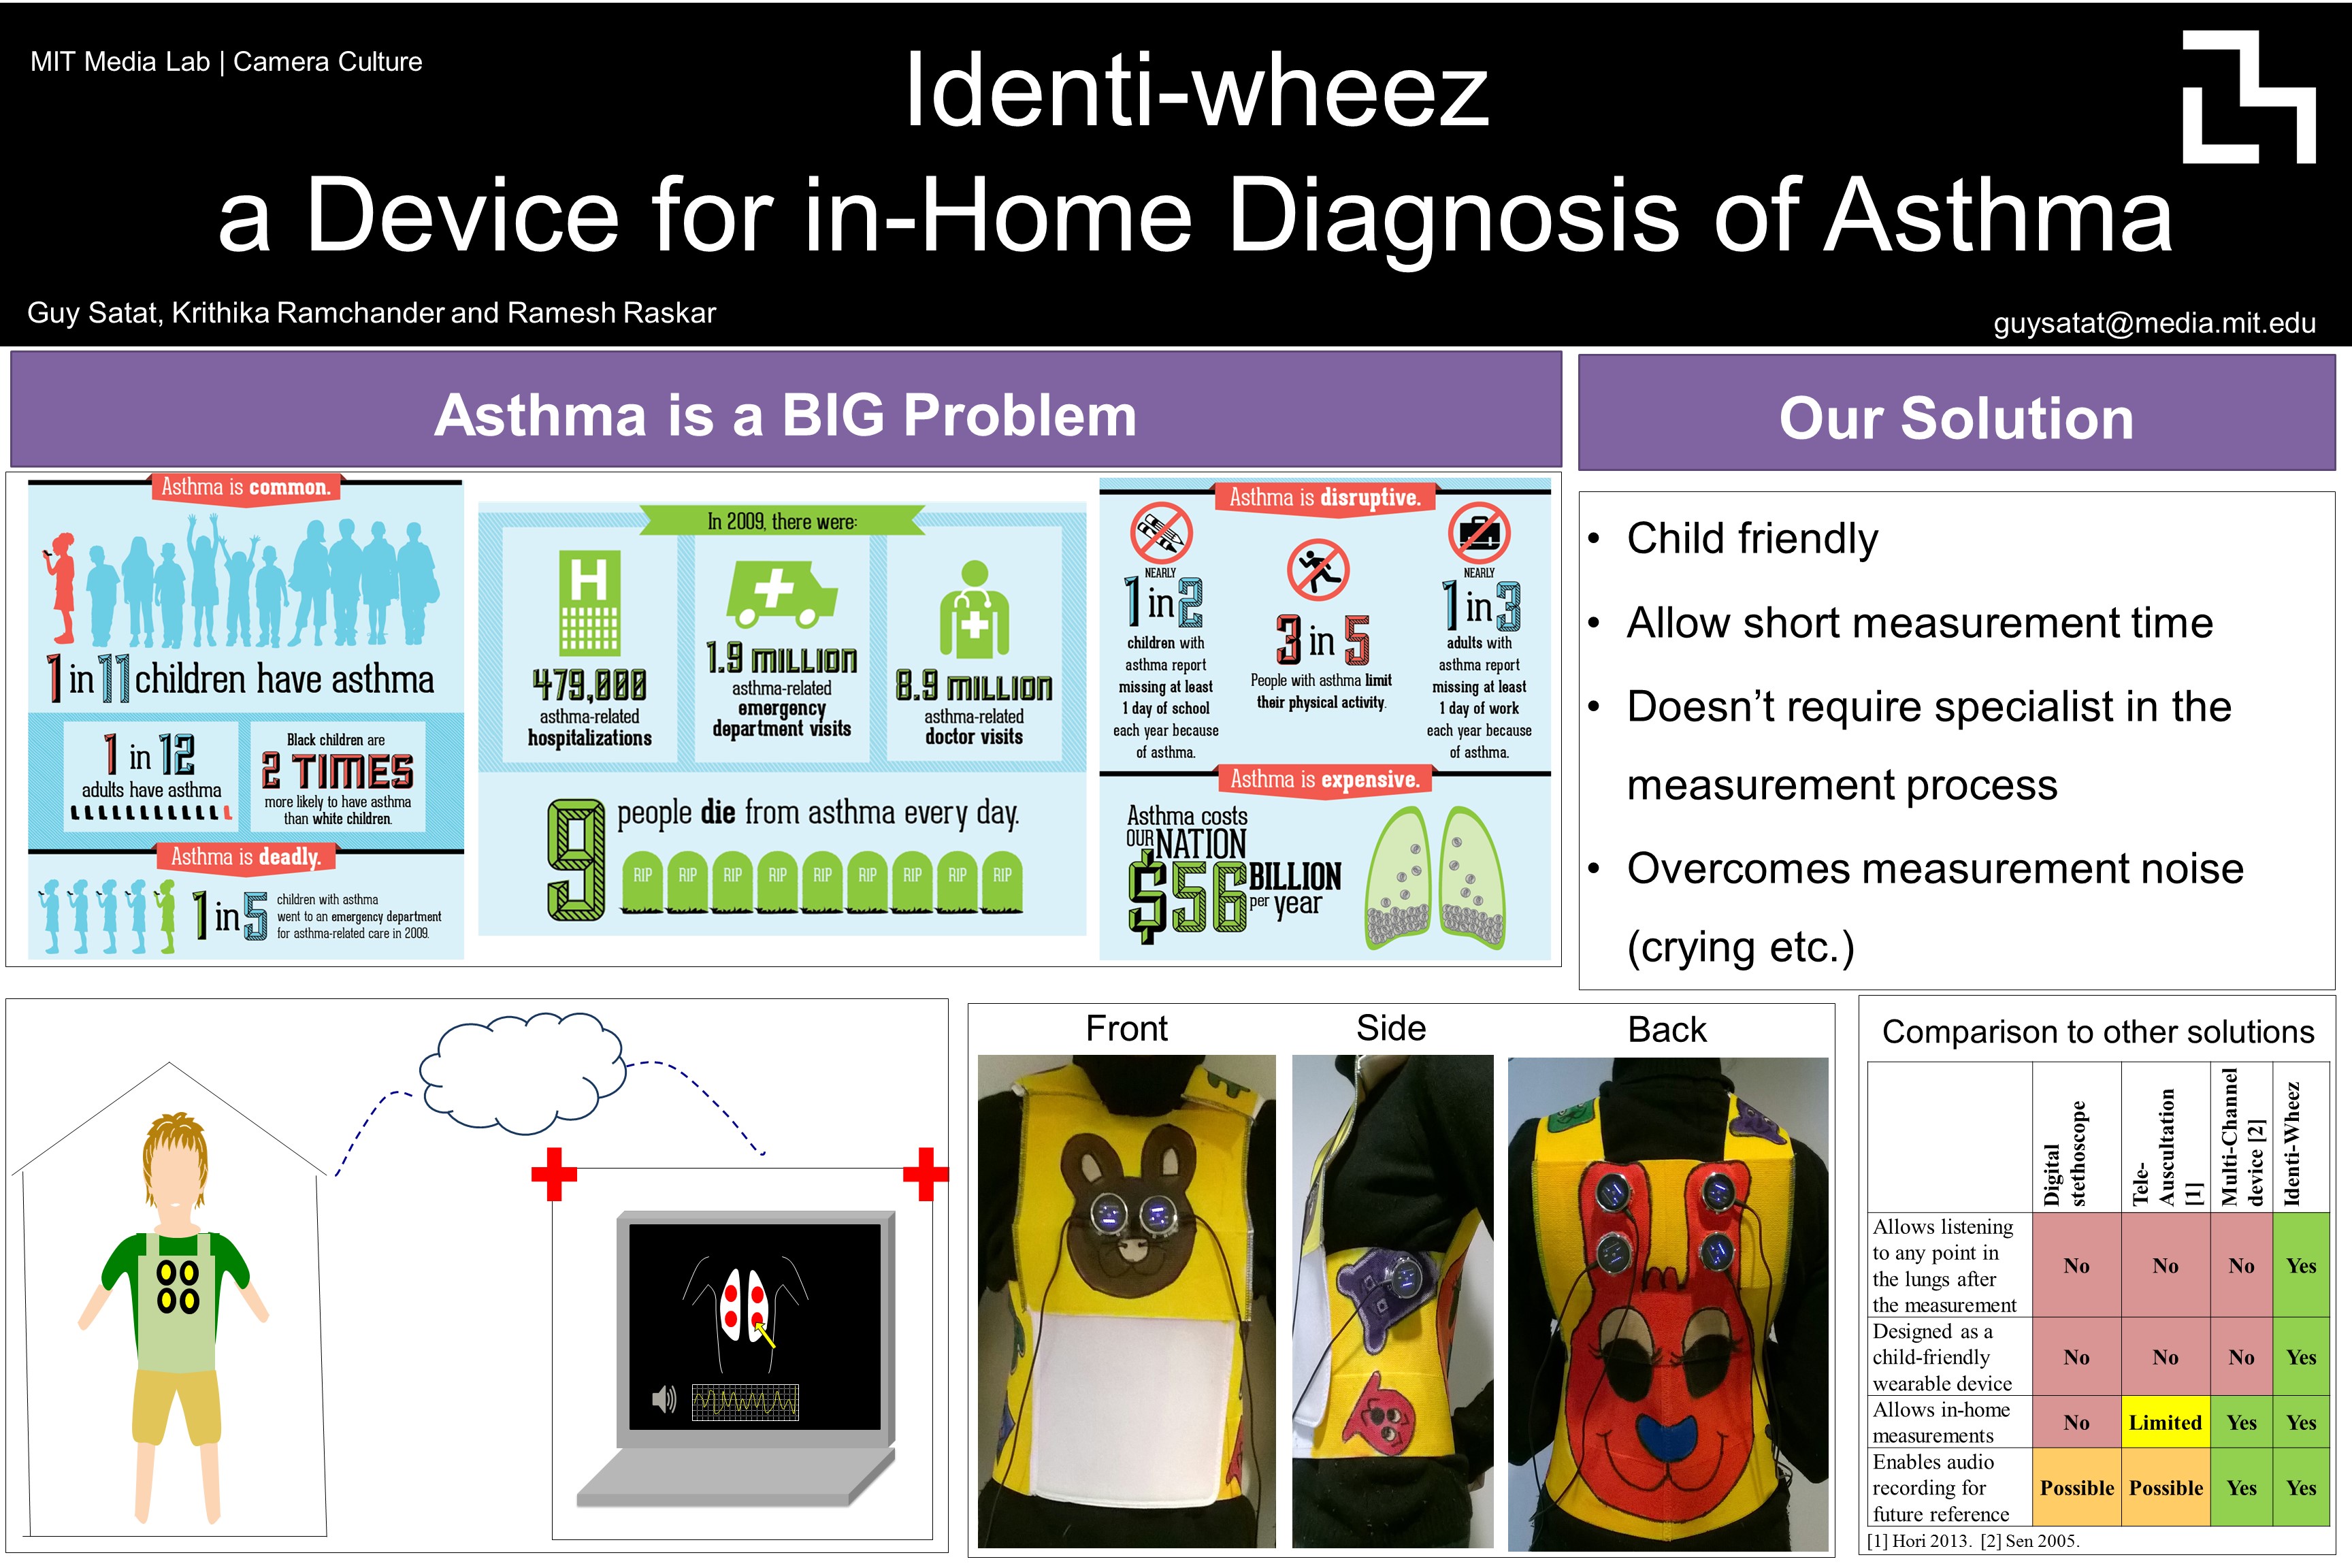 MIT Media Lab | Camera Culture
Identi-wheez
a Device for in-Home Diagnosis of Asthma
Guy Satat, Krithika Ramchander and Ramesh Raskar
guysatat@media.mit.edu
Asthma is a BIG Problem
Asthma is common.
1 in 11 children have asthma
1 in 12
adults have asthma
Black children are
2 TIMES
more likely to have asthma
than white children.
Asthma is deadly.
1 in 5
children with asthma
went to an emergency department
for asthma-related care in 2009.
In 2009, there were:
H
479,000
asthma-related
hospitalizations
1.9 MILLION
asthma-related
emergency
department visits
8.9 MILLION
asthma-related
doctor visits
9 people die from asthma every day.
RIP RIP RIP RIP RIP RIP RIP RIP RIP
Asthma is disruptive.
NEARLY
1 in 2
children with
asthma report
missing at least
1 day of school
each year because
of asthma.
3 in 5
People with asthma limit
their physical activity.
NEARLY
1 in 3
adults with
asthma report
missing at least
1 day of work
each year because
of asthma.
Asthma is expensive.
Asthma costs
OUR NATION
$56 BILLION
per year
Our Solution
• Child friendly
• Allow short measurement time
• Doesn't require specialist in the
measurement process
• Overcomes measurement noise
(crying etc.)
Front
Side
Back
Comparison to other solutions
Digital
stethoscope
Tele-
Auscultation
[1]
Multi-Channel
device [2]
Identi-Wheez
Allows listening
to any point in
the lungs after
the measurement
No No No Yes
Designed as a
child-friendly
wearable device
No No No Yes
Allows in-home
measurements
No Limited Yes Yes
Enables audio
recording for
future reference
Possible Possible Yes Yes
[1] Hori 2013. [2] Sen 2005.